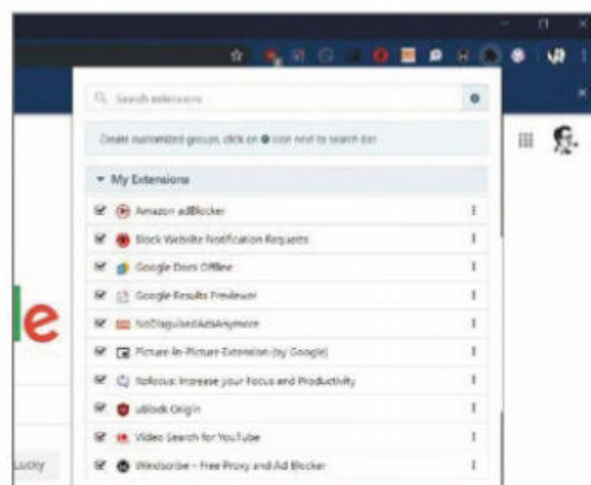 Search extensions
Create customized groups, click on icon next to search bar
My Extensions
Amazon adBlocker
Block Website Notification Requests
Google Docs Offline
Google Results Previewer
NoDisguisedAdsAnymore
Picture-in-Picture Extension (by Google)
le
Refocus: Increase your Focus and Productivity
uBlock Origin
Video Search for YouTube
Lucky
Windscribe - Free Proxy and Ad Blocker